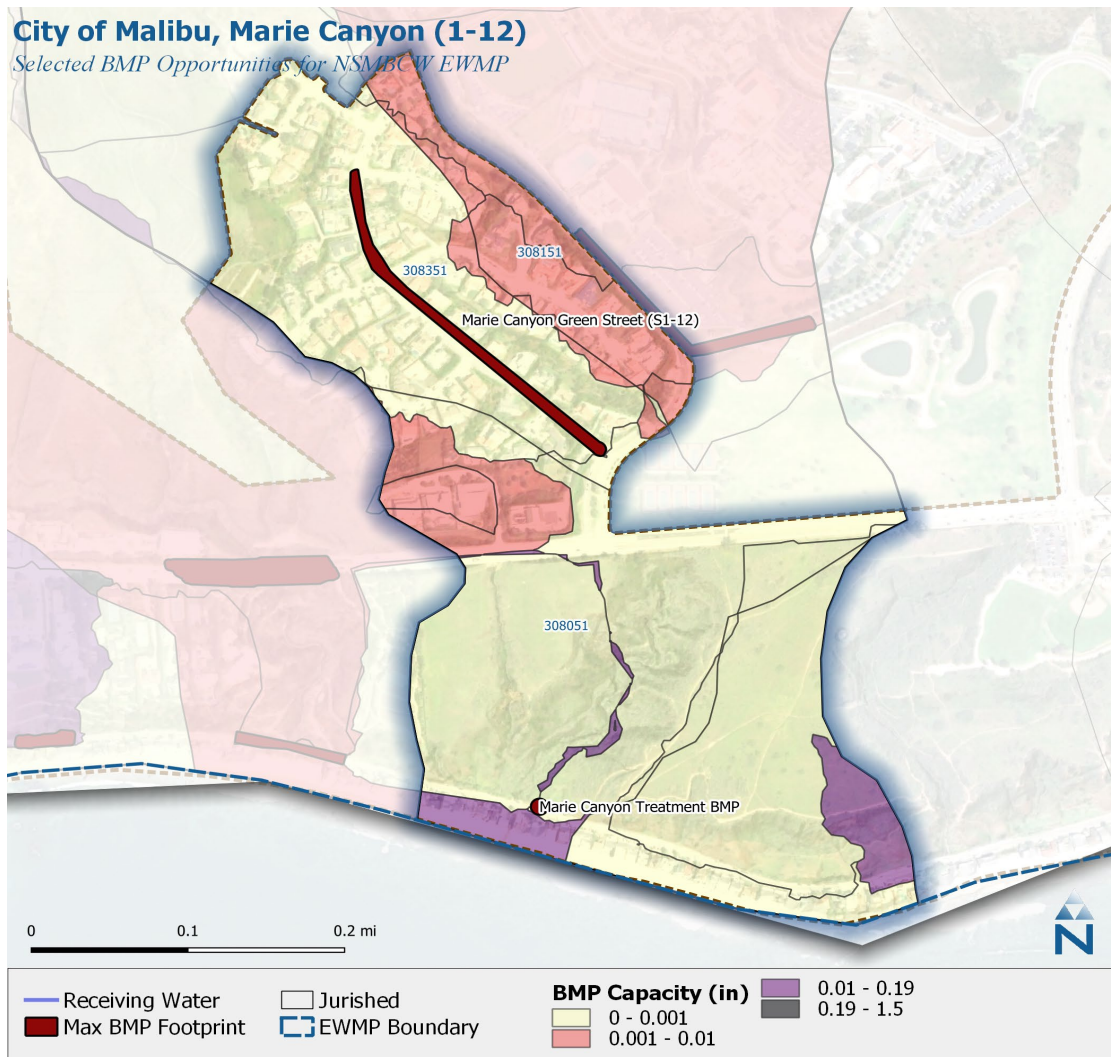 City of Malibu, Marie Canyon (1-12)
Selected BMP Opportunities for NSMBCW EWMP
308151
308351
Marie Canyon Green Street (S1-12)
308051
Marie Canyon Treatment BMP
0 0.1 0.2 mi
N
Receiving Water
Max BMP Footprint
Jurished
EWMP Boundary
BMP Capacity (in)
0 - 0.001
0.001 - 0.01
0.01 - 0.19
0.19 - 1.5